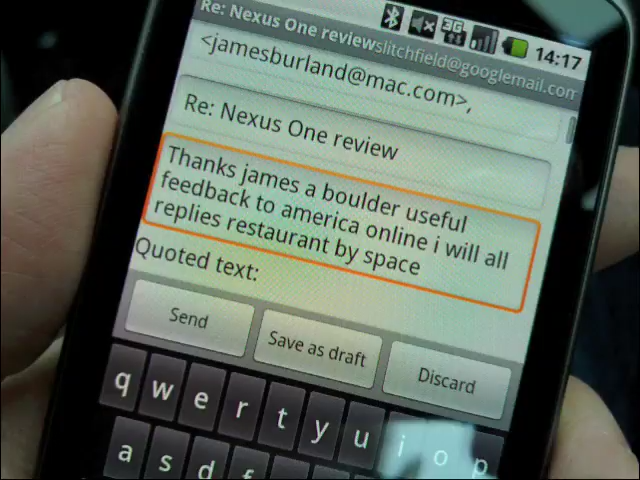 14:17
3G
Re: Nexus One review slitchfield@googlemail.com
<jamesburland@mac.com>,
Re: Nexus One review
Thanks james a boulder useful
feedback to america online i will all
replies restaurant by space
Quoted text:
Send Save as draft Discard
q w e r t y u i o p
a s d f